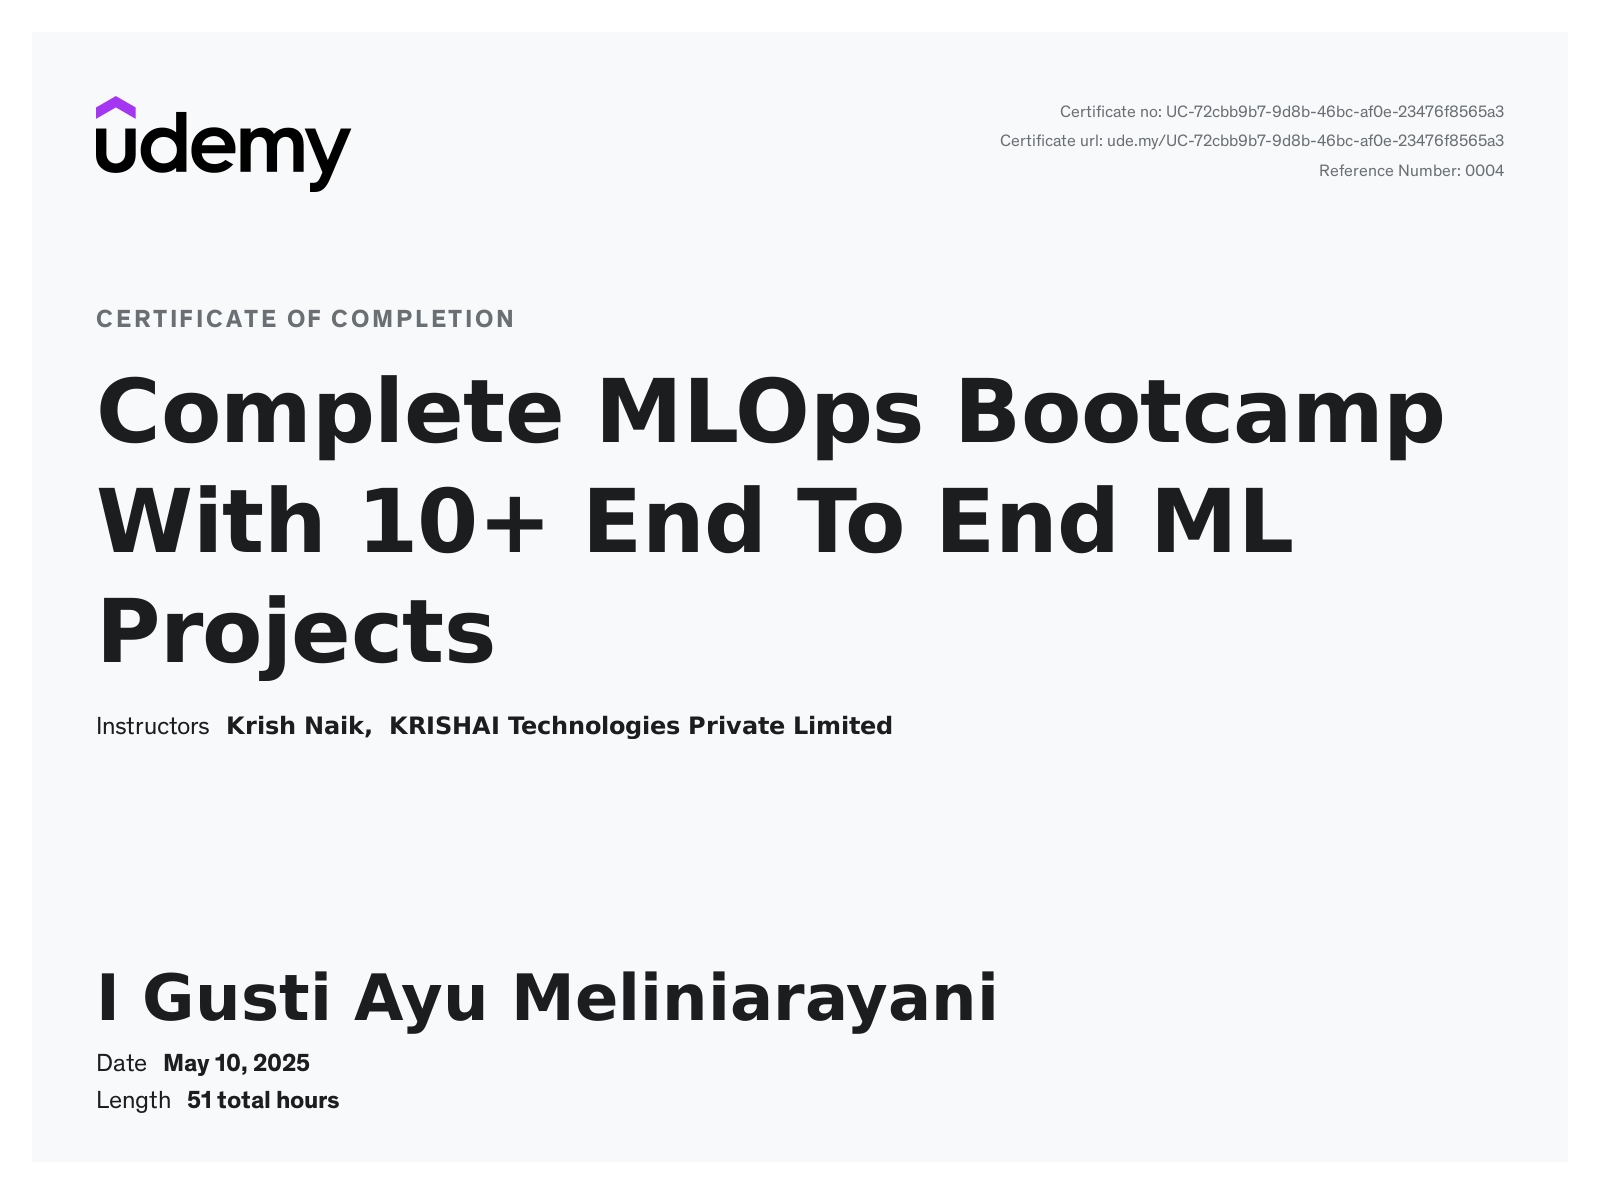 udemy
Certificate no: UC-72cbb9b7-9d8b-46bc-af0e-23476f8565a3
Certificate url: ude.my/UC-72cbb9b7-9d8b-46bc-af0e-23476f8565a3
Reference Number: 0004
CERTIFICATE OF COMPLETION
Complete MLOps Bootcamp
With 10+ End To End ML
Projects
Instructors Krish Naik, KRISHAI Technologies Private Limited
I Gusti Ayu Meliniarayani
Date May 10, 2025
Length 51 total hours